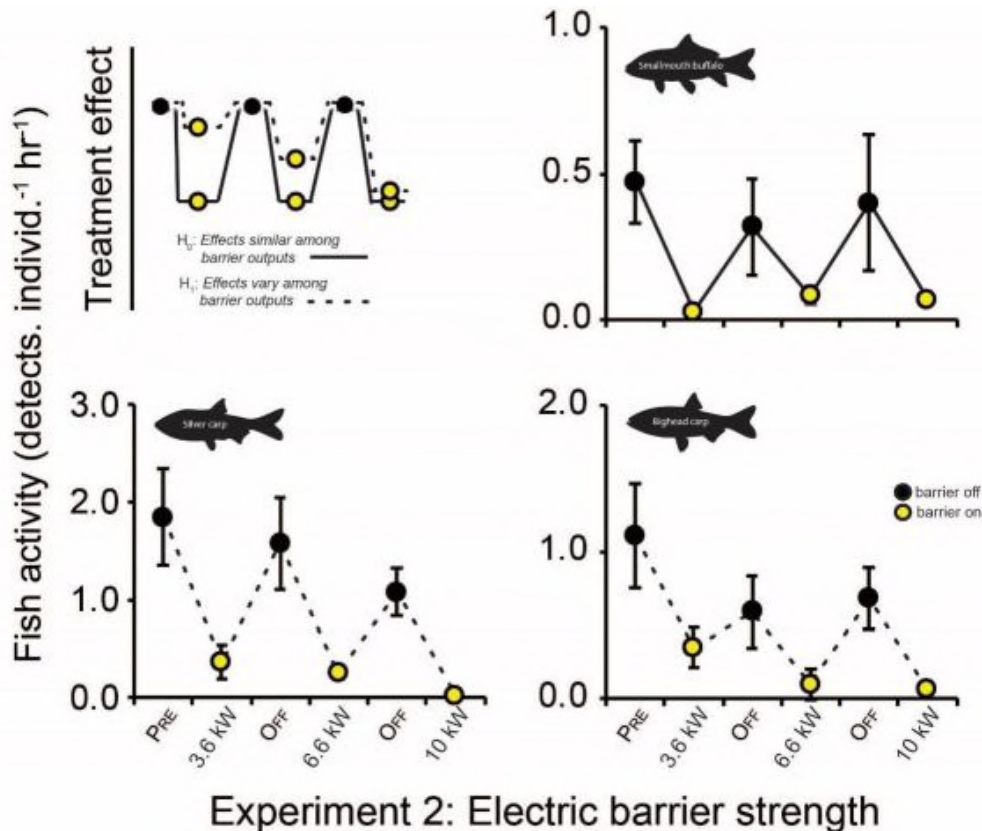 Fish activity (detects. individ.⁻¹ hr⁻¹)
Treatment effect
H₀: Effects similar among
barrier outputs
H₁: Effects vary among
barrier outputs
1.0
0.5
0.0
Smallmouth buffalo
3.0
2.0
1.0
0.0
Silver carp
PRE
3.6 kW
OFF
6.6 kW
OFF
10 kW
2.0
1.0
0.0
Bighead carp
barrier off
barrier on
PRE
3.6 kW
OFF
6.6 kW
OFF
10 kW
Experiment 2: Electric barrier strength